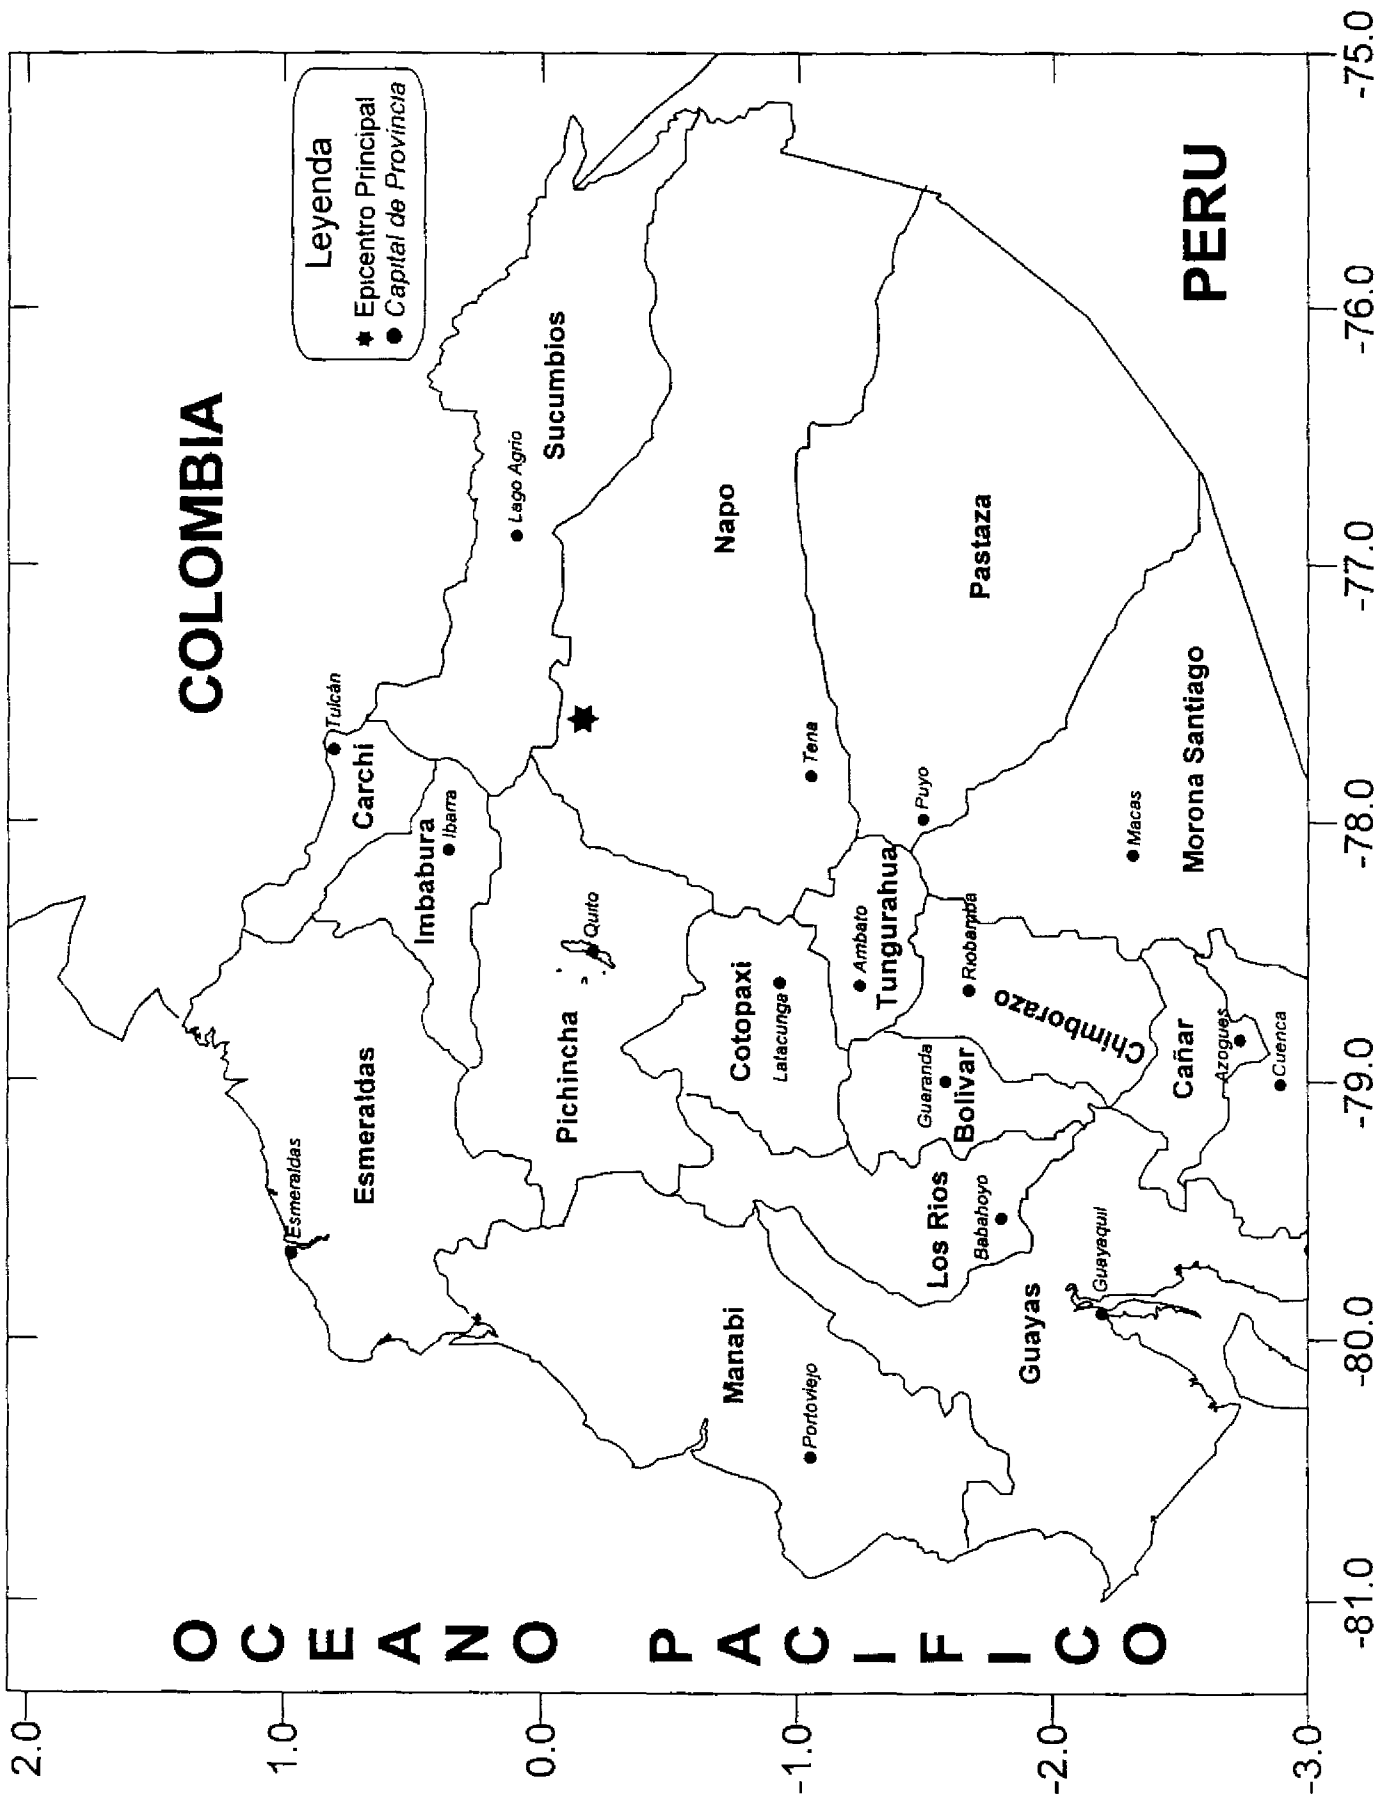 COLOMBIA
Leyenda
Epicentro Principal
Capital de Provincia
OCEANO PACIFICO
PERU
Esmeraldas
Esmeraldas
Carchi
Tulcán
Imbabura
Ibarra
Sucumbios
Lago Agrio
Pichincha
Quito
Napo
Tena
Manabi
Portoviejo
Cotopaxi
Latacunga
Tungurahua
Ambato
Pastaza
Puyo
Los Rios
Babahoyo
Bolivar
Gueranda
Chimborazo
Riobamba
Morona Santiago
Macas
Guayas
Guayaquil
Cañar
Azogues
Cuenca
2.0
1.0
0.0
-1.0
-2.0
-3.0
-81.0
-80.0
-79.0
-78.0
-77.0
-76.0
-75.0